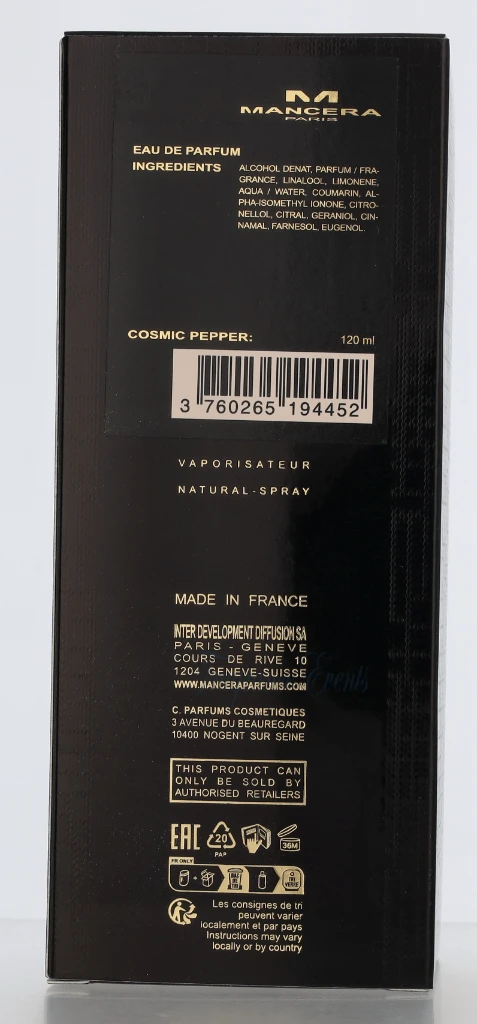 M
MANCERA
PARIS
EAU DE PARFUM
INGREDIENTS
ALCOHOL DENAT, PARFUM / FRA-
GRANCE, LINALOOL, LIMONENE,
AQUA / WATER, COUMARIN, AL-
PHA-ISOMETHYL IONONE, CITRO-
NELLOL, CITRAL, GERANIOL, CIN-
NAMAL, FARNESOL, EUGENOL.
COSMIC PEPPER: 120 ml
3 760265 194452
VAPORISATEUR
NATURAL-SPRAY
MADE IN FRANCE
INTER DEVELOPMENT DIFFUSION SA
PARIS - GENEVE
COURS DE RIVE 10
1204 GENEVE-SUISSE
WWW.MANCERAPARFUMS.COM
Events
C. PARFUMS COSMETIQUES
3 AVENUE DU BEAUREGARD
10400 NOGENT SUR SEINE
THIS PRODUCT CAN
ONLY BE SOLD BY
AUTHORISED RETAILERS
EAC 20 36M
PAP
FR ONLY
Les consignes de tri
peuvent varier
localement et par pays
Instructions may vary
locally or by country